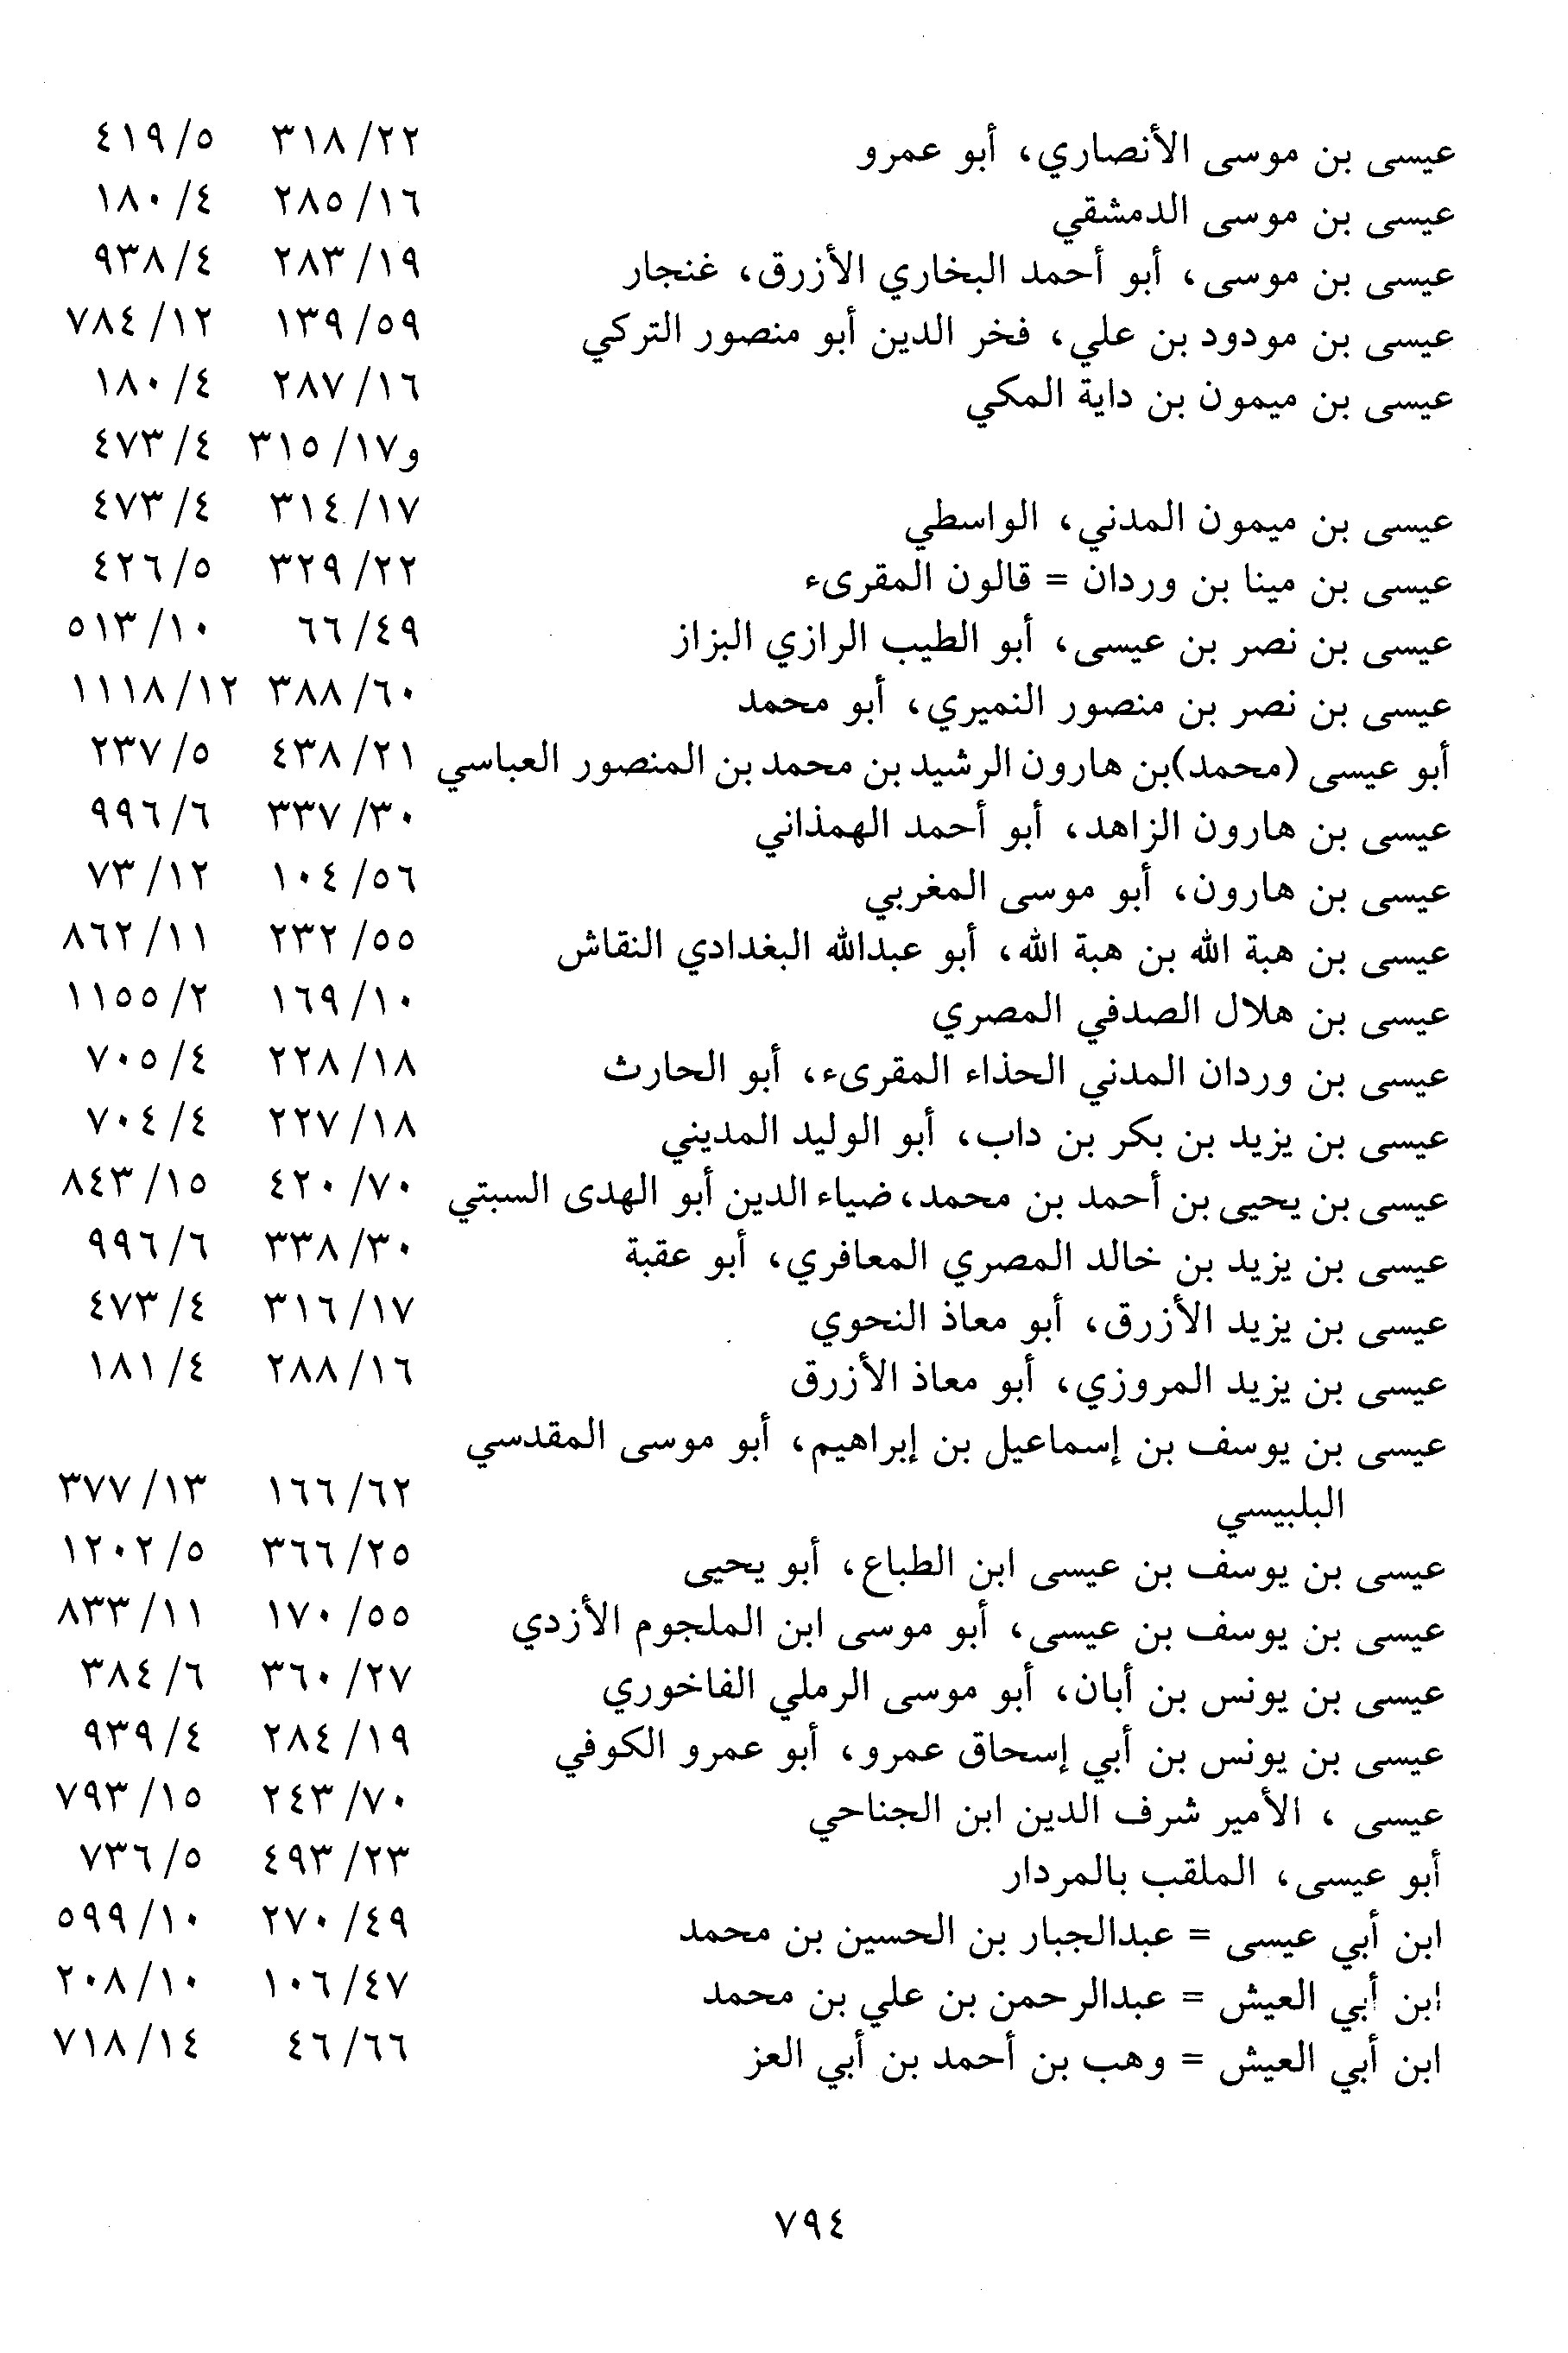 عيسى بن موسى الأنصاري، أبو عمرو ٢٢/ ٣١٨ ٥/ ٤١٩
عيسى بن موسى الدمشقي ١٦/ ٢٨٥ ٤/ ١٨٠
عيسى بن موسى، أبو أحمد البخاري الأزرق، غنجار ١٩/ ٢٨٣ ٤/ ٩٣٨
عيسى بن مودود بن علي، فخر الدين أبو منصور التركي ٥٩/ ١٣٩ ١٢/ ٧٨٤
عيسى بن ميمون بن داية المكي ١٦/ ٢٨٧ ٤/ ١٨٠
و١٧/ ٣١٥ ٤/ ٤٧٣
عيسى بن ميمون المدني، الواسطي ١٧/ ٣١٤ ٤/ ٤٧٣
عيسى بن مينا بن وردان = قالون المقرىء ٢٢/ ٣٢٩ ٥/ ٤٢٦
عيسى بن نصر بن عيسى، أبو الطيب الرازي البزاز ٤٩/ ٦٦ ١٠/ ٥١٣
عيسى بن نصر بن منصور النميري، أبو محمد ٦٠/ ٣٨٨ ١٢/ ١١١٨
أبو عيسى (محمد)بن هارون الرشيد بن محمد بن المنصور العباسي ٢١/ ٤٣٨ ٥/ ٢٣٧
عيسى بن هارون الزاهد، أبو أحمد الهمذاني ٣٠/ ٣٣٧ ٦/ ٩٩٦
عيسى بن هارون، أبو موسى المغربي ٥٦/ ١٠٤ ١٢/ ٧٣
عيسى بن هبة الله بن هبة الله، أبو عبدالله البغدادي النقاش ٥٥/ ٢٣٢ ١١/ ٨٦٢
عيسى بن هلال الصدفي المصري ١٠/ ١٦٩ ٢/ ١١٥٥
عيسى بن وردان المدني الحذاء المقرىء، أبو الحارث ١٨/ ٢٢٨ ٤/ ٧٠٥
عيسى بن يزيد بن بكر بن داب، أبو الوليد المديني ١٨/ ٢٢٧ ٤/ ٧٠٤
عيسى بن يحيى بن أحمد بن محمد، ضياء الدين أبو الهدى السبتي ٧٠/ ٤٢٠ ١٥/ ٨٤٣
عيسى بن يزيد بن خالد المصري المعافري، أبو عقبة ٣٠/ ٣٣٨ ٦/ ٩٩٦
عيسى بن يزيد الأزرق، أبو معاذ النحوي ١٧/ ٣١٦ ٤/ ٤٧٣
عيسى بن يزيد المروزي، أبو معاذ الأزرق ١٦/ ٢٨٨ ٤/ ١٨١
عيسى بن يوسف بن إسماعيل بن إبراهيم، أبو موسى المقدسي
البلبيسي ٦٢/ ١٦٦ ١٣/ ٣٧٧
عيسى بن يوسف بن عيسى ابن الطباع، أبو يحيى ٢٥/ ٣٦٦ ٥/ ١٢٠٢
عيسى بن يوسف بن عيسى، أبو موسى ابن الملجوم الأزدي ٥٥/ ١٧٠ ١١/ ٨٣٣
عيسى بن يونس بن أبان، أبو موسى الرملي الفاخوري ٢٧/ ٣٦٠ ٦/ ٣٨٤
عيسى بن يونس بن أبي إسحاق عمرو، أبو عمرو الكوفي ١٩/ ٢٨٤ ٤/ ٩٣٩
عيسى ، الأمير شرف الدين ابن الجناحي ٧٠/ ٢٤٣ ١٥/ ٧٩٣
أبو عيسى، الملقب بالمردار ٢٣/ ٤٩٣ ٥/ ٧٣٦
ابن أبي عيسى = عبدالجبار بن الحسين بن محمد ٤٩/ ٢٧٠ ١٠/ ٥٩٩
ابن أبي العيش = عبدالرحمن بن علي بن محمد ٤٧/ ١٠٦ ١٠/ ٢٠٨
ابن أبي العيش = وهب بن أحمد بن أبي العز ٦٦/ ٤٦ ١٤/ ٧١٨
٧٩٤